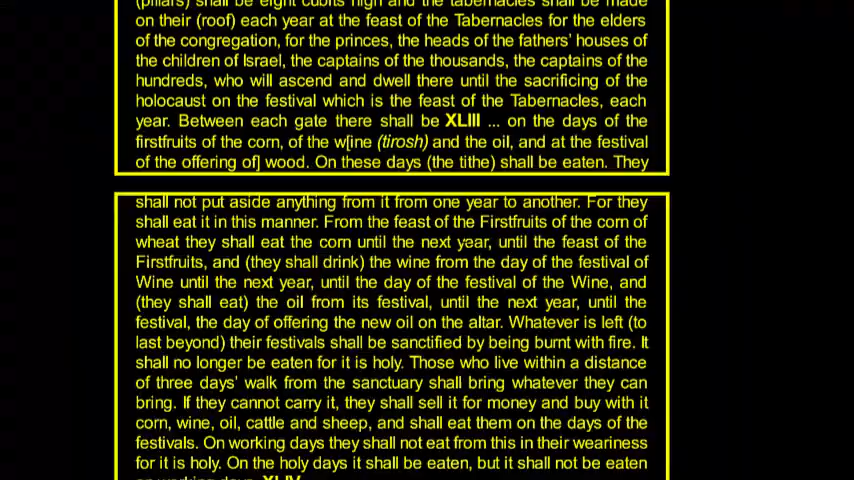 (pillars) shall be eight cubits high and the tabernacles shall be made
on their (roof) each year at the feast of the Tabernacles for the elders
of the congregation, for the princes, the heads of the fathers' houses of
the children of Israel, the captains of the thousands, the captains of the
hundreds, who will ascend and dwell there until the sacrificing of the
holocaust on the festival which is the feast of the Tabernacles, each
year. Between each gate there shall be XLIII ... on the days of the
firstfruits of the corn, of the w[ine (tirosh) and the oil, and at the festival
of the offering of] wood. On these days (the tithe) shall be eaten. They
shall not put aside anything from it from one year to another. For they
shall eat it in this manner. From the feast of the Firstfruits of the corn of
wheat they shall eat the corn until the next year, until the feast of the
Firstfruits, and (they shall drink) the wine from the day of the festival of
Wine until the next year, until the day of the festival of the Wine, and
(they shall eat) the oil from its festival, until the next year, until the
festival, the day of offering the new oil on the altar. Whatever is left (to
last beyond) their festivals shall be sanctified by being burnt with fire. It
shall no longer be eaten for it is holy. Those who live within a distance
of three days' walk from the sanctuary shall bring whatever they can
bring. If they cannot carry it, they shall sell it for money and buy with it
corn, wine, oil, cattle and sheep, and shall eat them on the days of the
festivals. On working days they shall not eat from this in their weariness
for it is holy. On the holy days it shall be eaten, but it shall not be eaten
on working days. XLIV